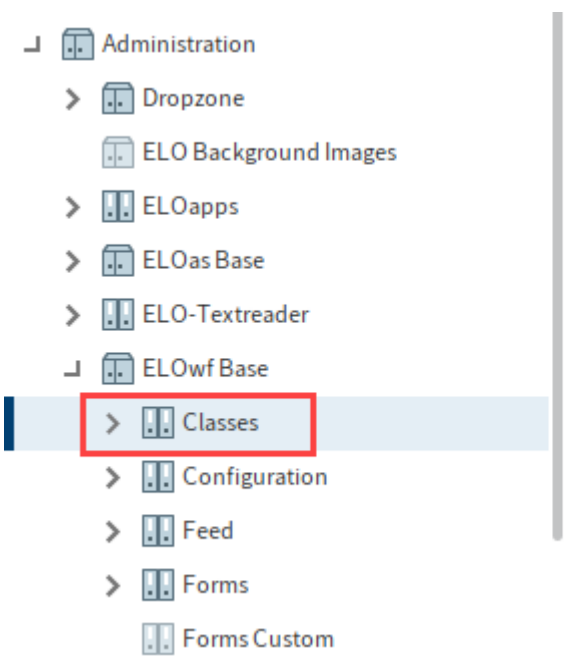 Administration
Dropzone
ELO Background Images
ELOapps
ELOas Base
ELO-Textreader
ELOwf Base
Classes
Configuration
Feed
Forms
Forms Custom